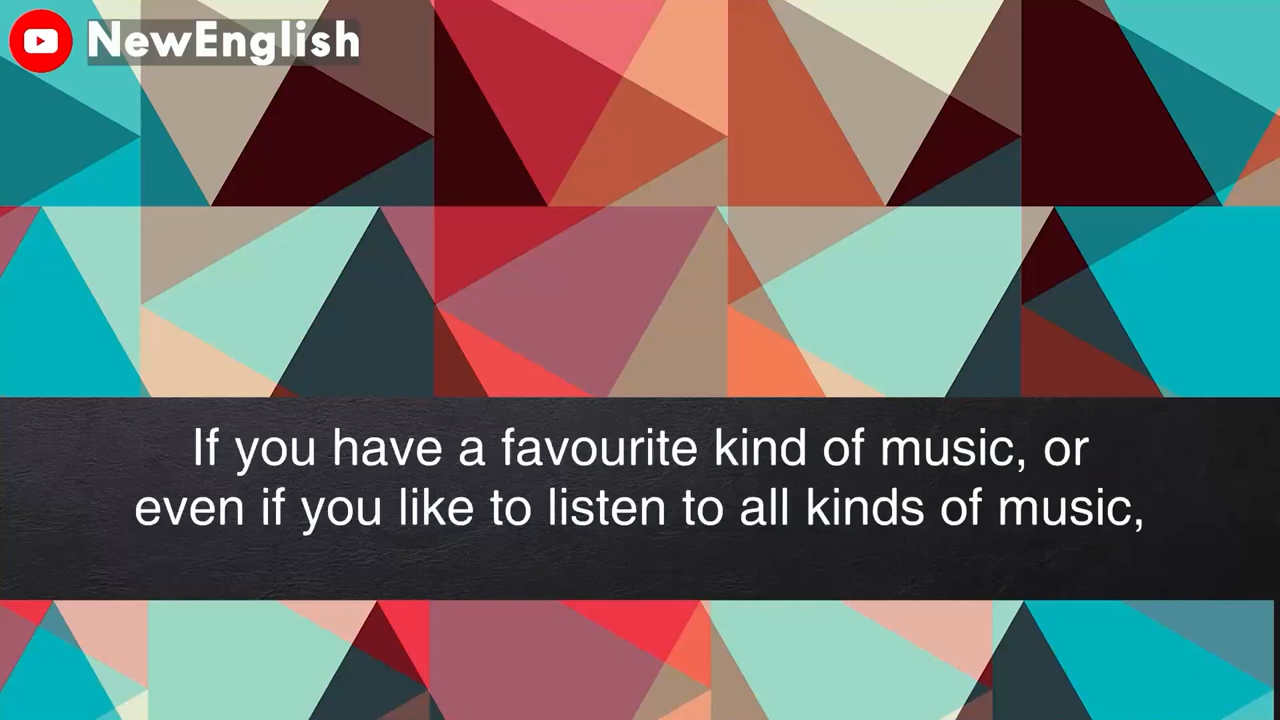 NewEnglish
If you have a favourite kind of music, or
even if you like to listen to all kinds of music,